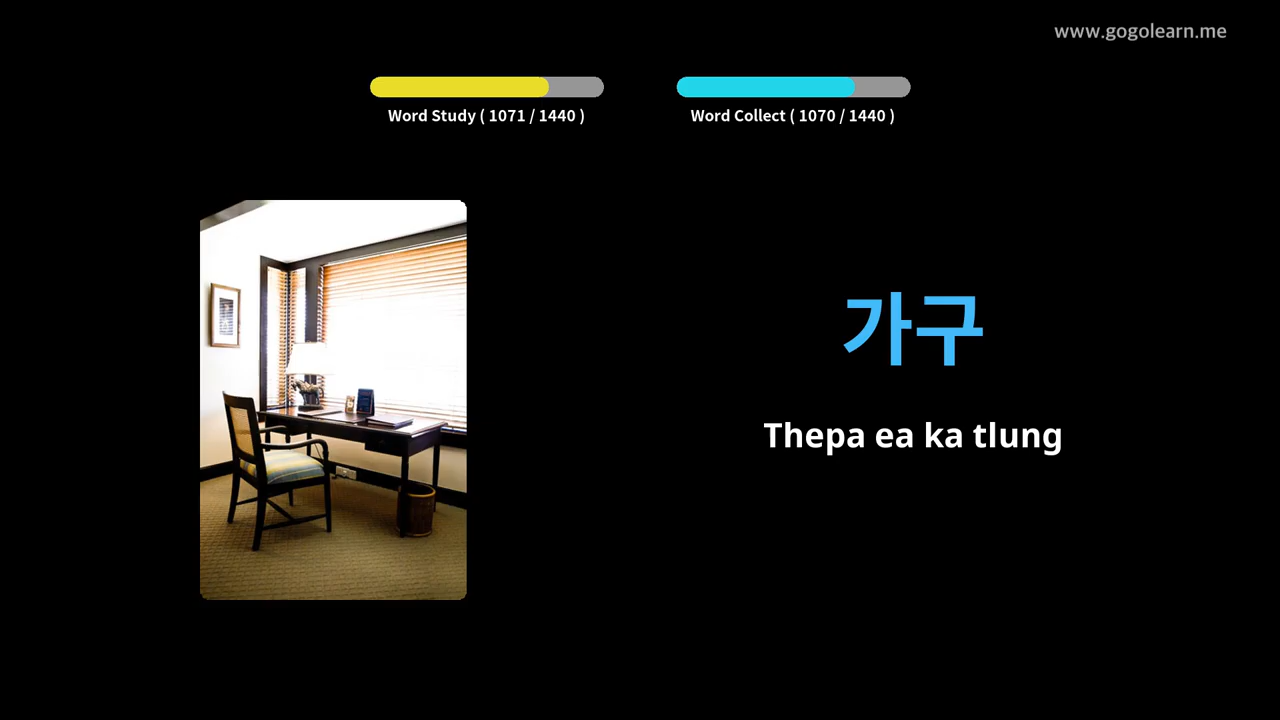 www.gogolearn.me
Word Study ( 1071 / 1440 )
Word Collect ( 1070 / 1440 )
가구
Thepa ea ka tlung